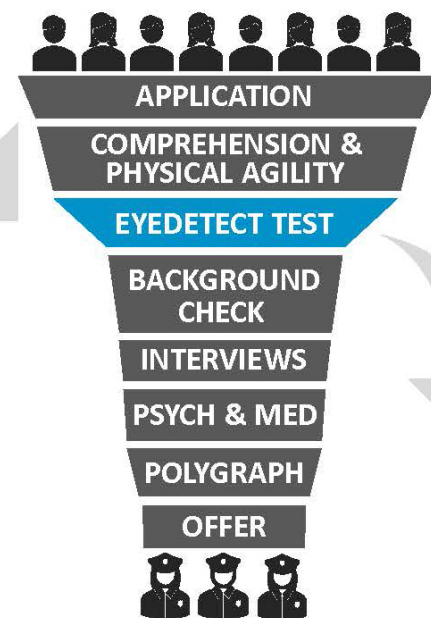 APPLICATION
COMPREHENSION &
PHYSICAL AGILITY
EYEDETECT TEST
BACKGROUND
CHECK
INTERVIEWS
PSYCH & MED
POLYGRAPH
OFFER